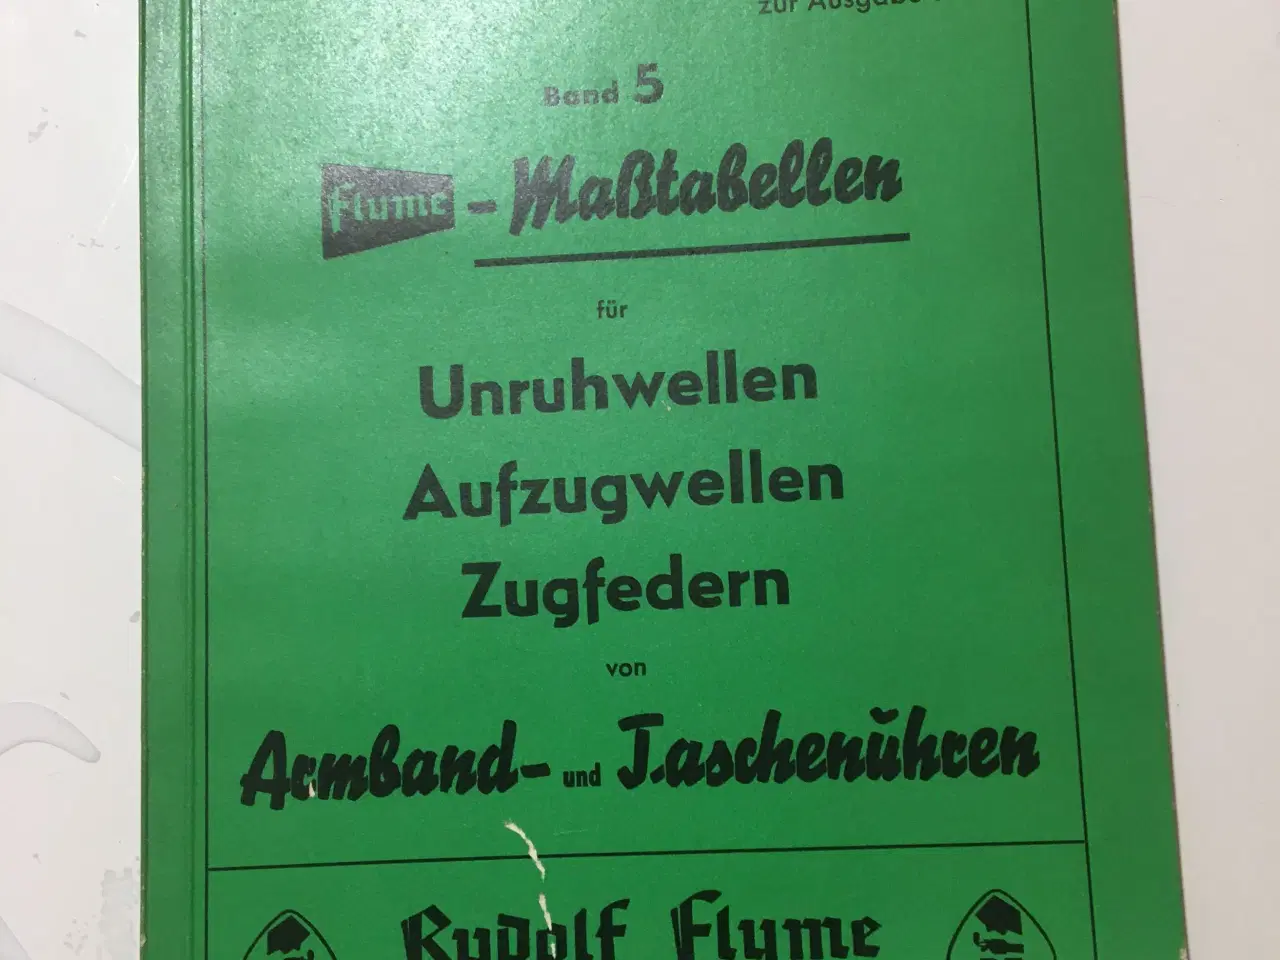 zur Ausgabe
Band 5
Flume - Maßtabellen
für
Unruhwellen
Aufzugwellen
Zugfedern
von
Armband- und Taschenuhren
Rudolf Flume